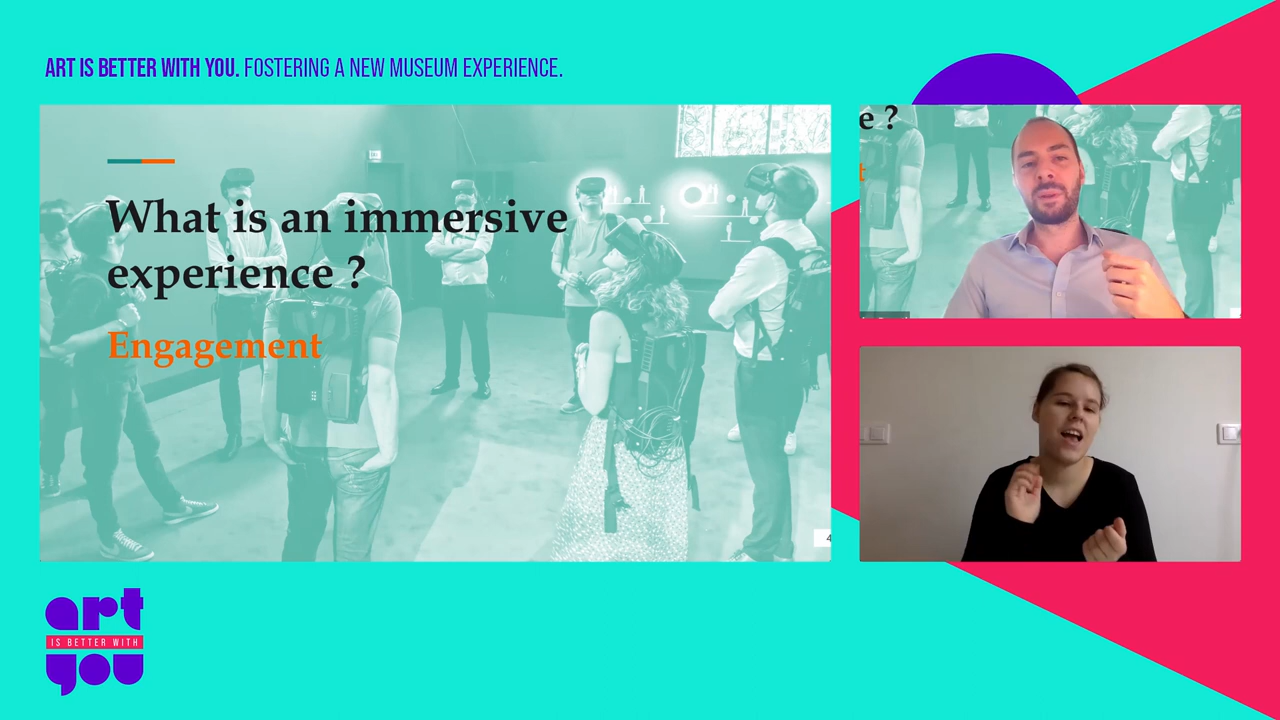 ART IS BETTER WITH YOU. FOSTERING A NEW MUSEUM EXPERIENCE.
What is an immersive
experience ?
Engagement
4
e ?
t
art
IS BETTER WITH
you